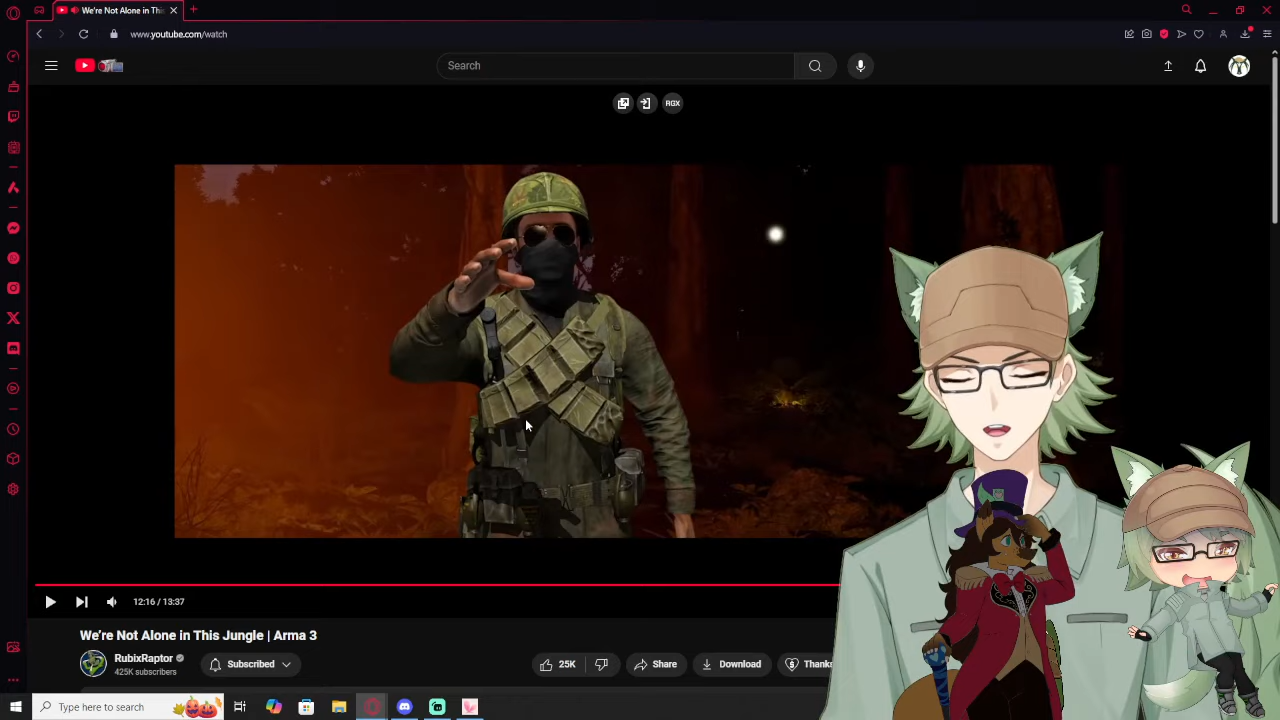 We're Not Alone in This
www.youtube.com/watch
Search
RGX
12:16 / 13:37
We're Not Alone in This Jungle | Arma 3
RubixRaptor
425K subscribers
Subscribed
25K
Share
Download
Thanks
Type here to search